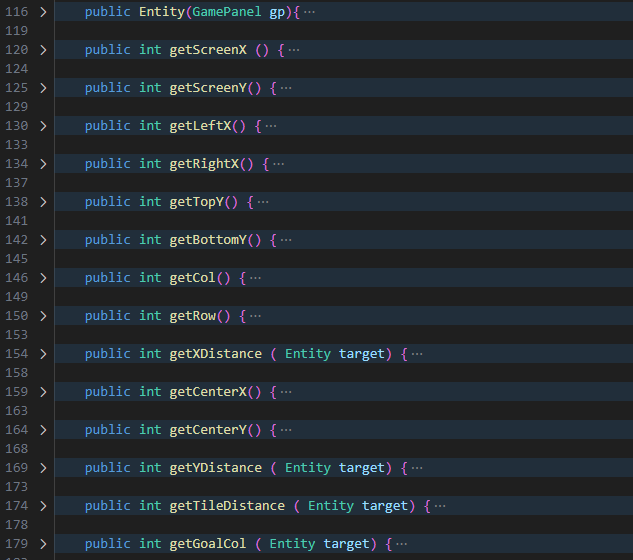 116 > public Entity(GamePanel gp){ ···
119
120 > public int getScreenX () { ···
124
125 > public int getScreenY() { ···
129
130 > public int getLeftX() { ···
133
134 > public int getRightX() { ···
137
138 > public int getTopY() { ···
141
142 > public int getBottomY() { ···
145
146 > public int getCol() { ···
149
150 > public int getRow() { ···
153
154 > public int getXDistance ( Entity target) { ···
158
159 > public int getCenterX() { ···
163
164 > public int getCenterY() { ···
168
169 > public int getYDistance ( Entity target) { ···
173
174 > public int getTileDistance ( Entity target) { ···
178
179 > public int getGoalCol ( Entity target) { ···